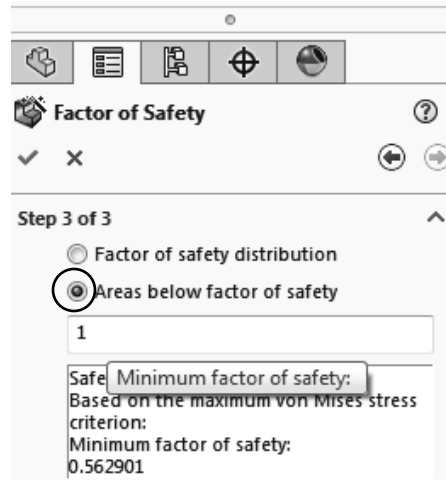 Factor of Safety
Step 3 of 3
Factor of safety distribution
Areas below factor of safety
1
Minimum factor of safety:
Safe
Based on the maximum von Mises stress
criterion:
Minimum factor of safety:
0.562901